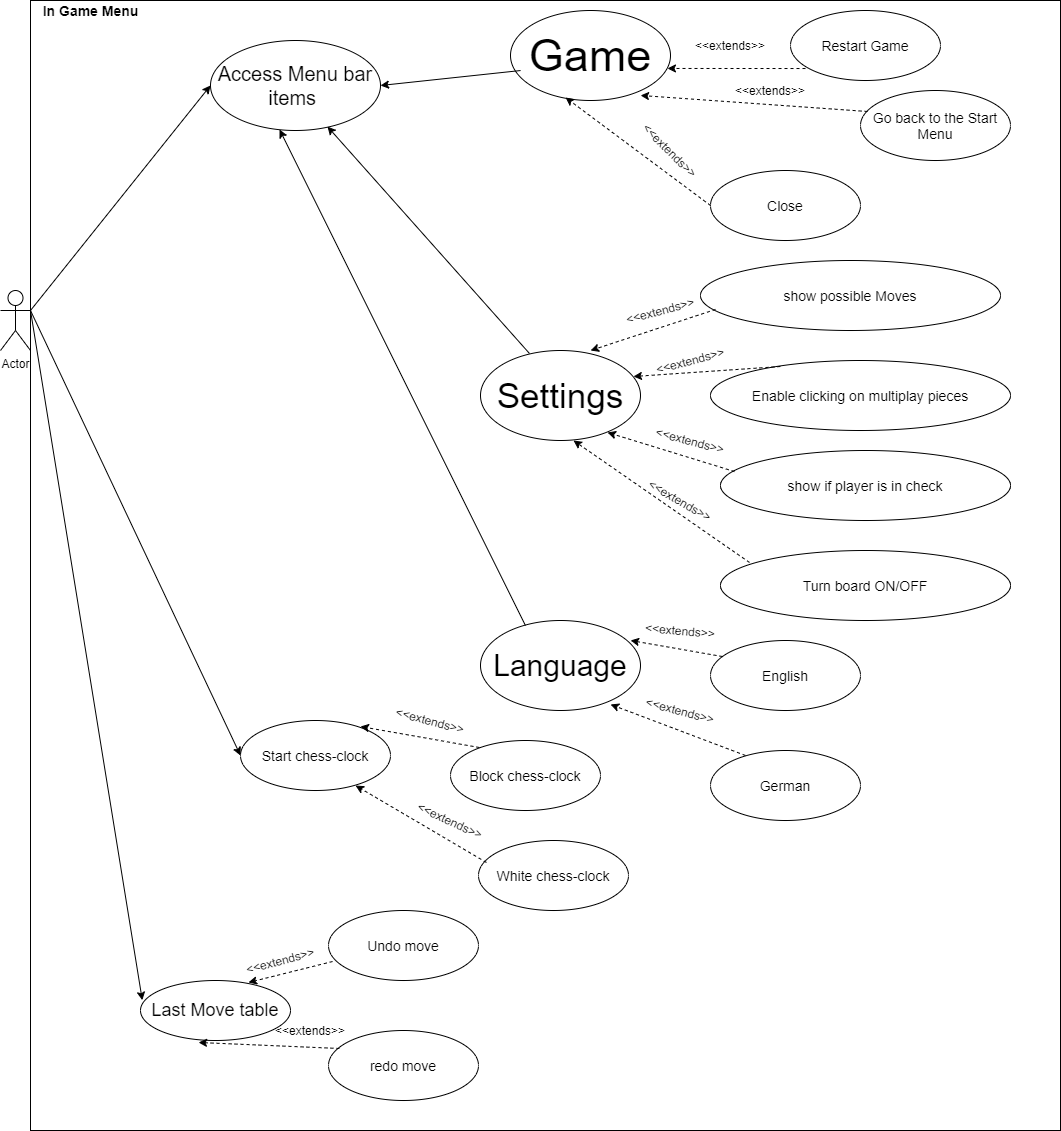 In Game Menu
Access Menu bar
items
Game
<<extends>>
Restart Game
<<extends>>
Go back to the Start
Menu
<<extends>>
Close
Actor
<<extends>>
show possible Moves
Settings
<<extends>>
Enable clicking on multiplay pieces
<<extends>>
show if player is in check
<<extends>>
Turn board ON/OFF
Language
<<extends>>
English
<<extends>>
German
Start chess-clock
<<extends>>
Block chess-clock
<<extends>>
White chess-clock
Last Move table
<<extends>>
Undo move
<<extends>>
redo move